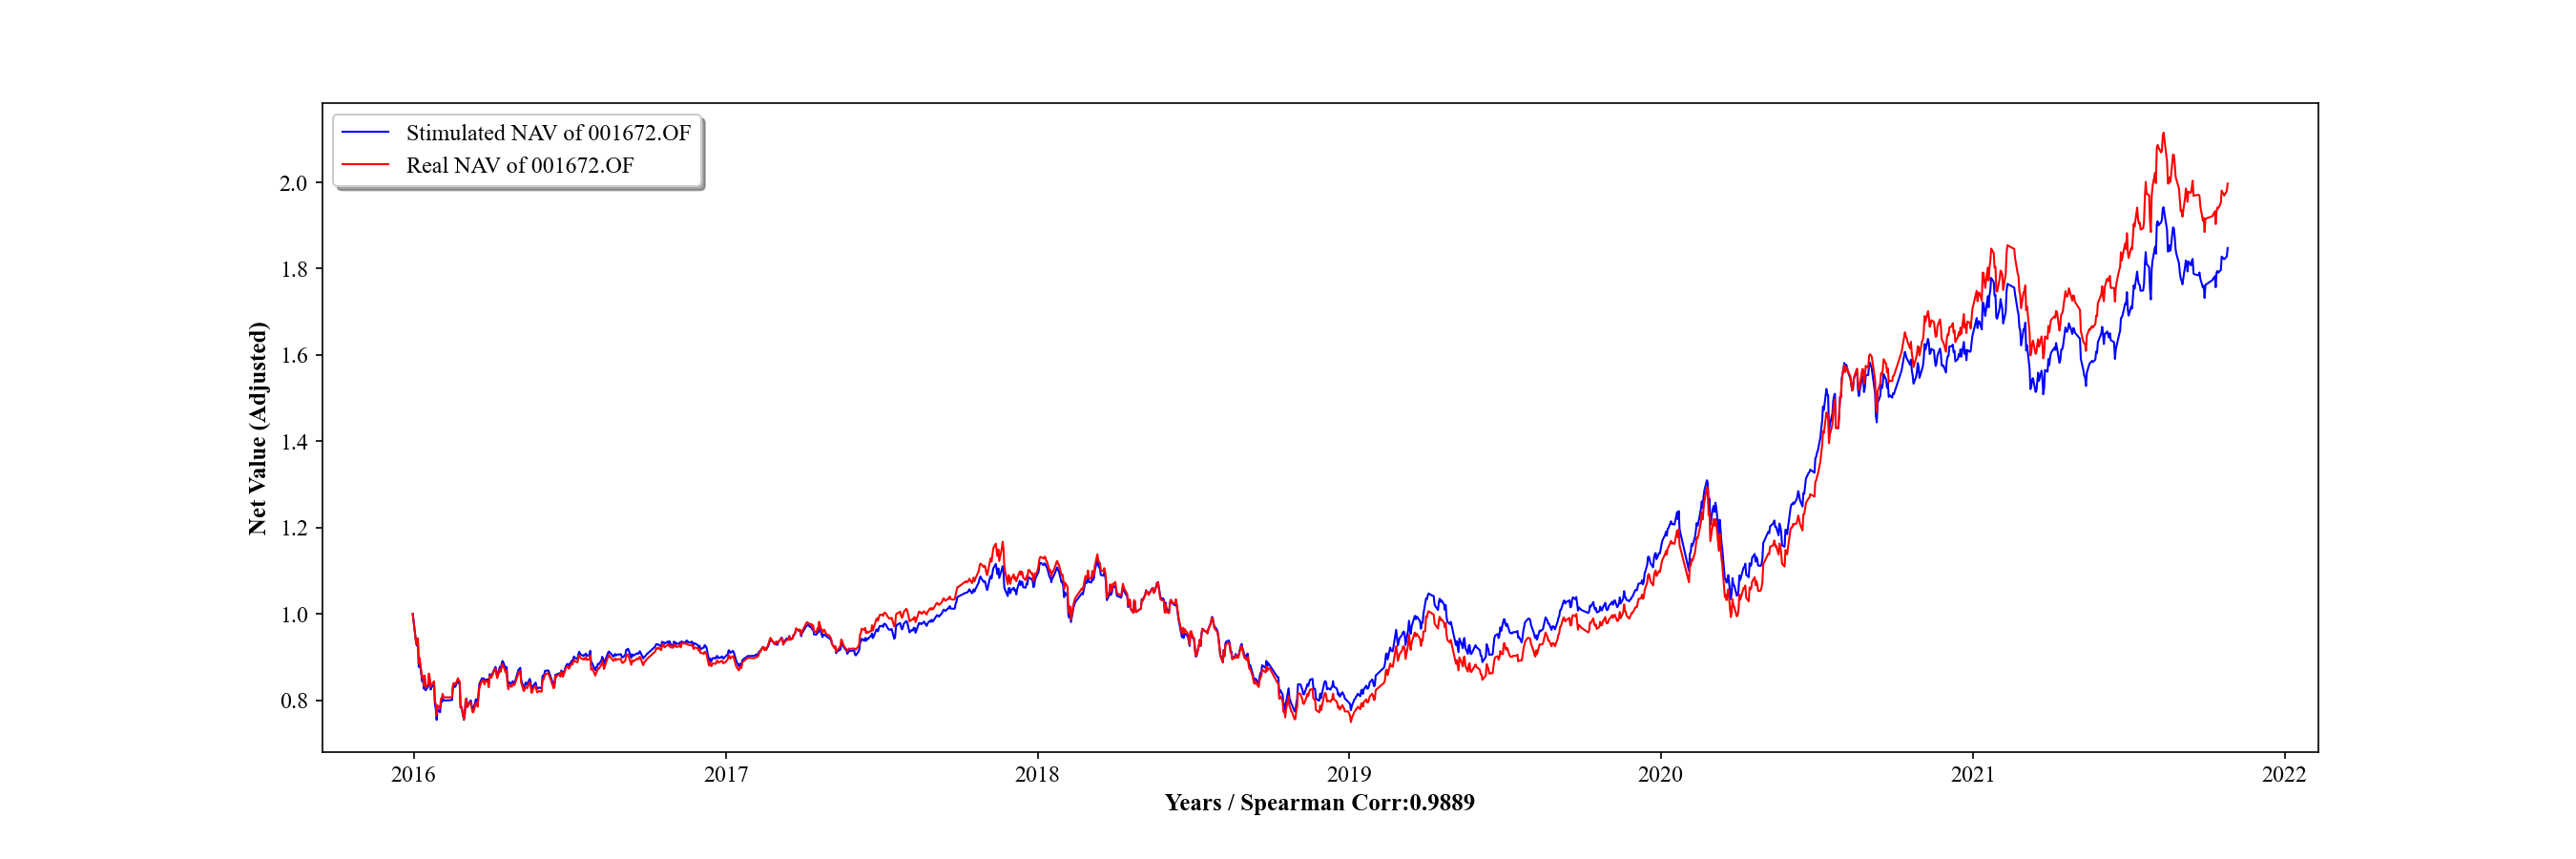 Stimulated NAV of 001672.OF
Real NAV of 001672.OF
Net Value (Adjusted)
2.0
1.8
1.6
1.4
1.2
1.0
0.8
2016 2017 2018 2019 2020 2021 2022
Years / Spearman Corr:0.9889